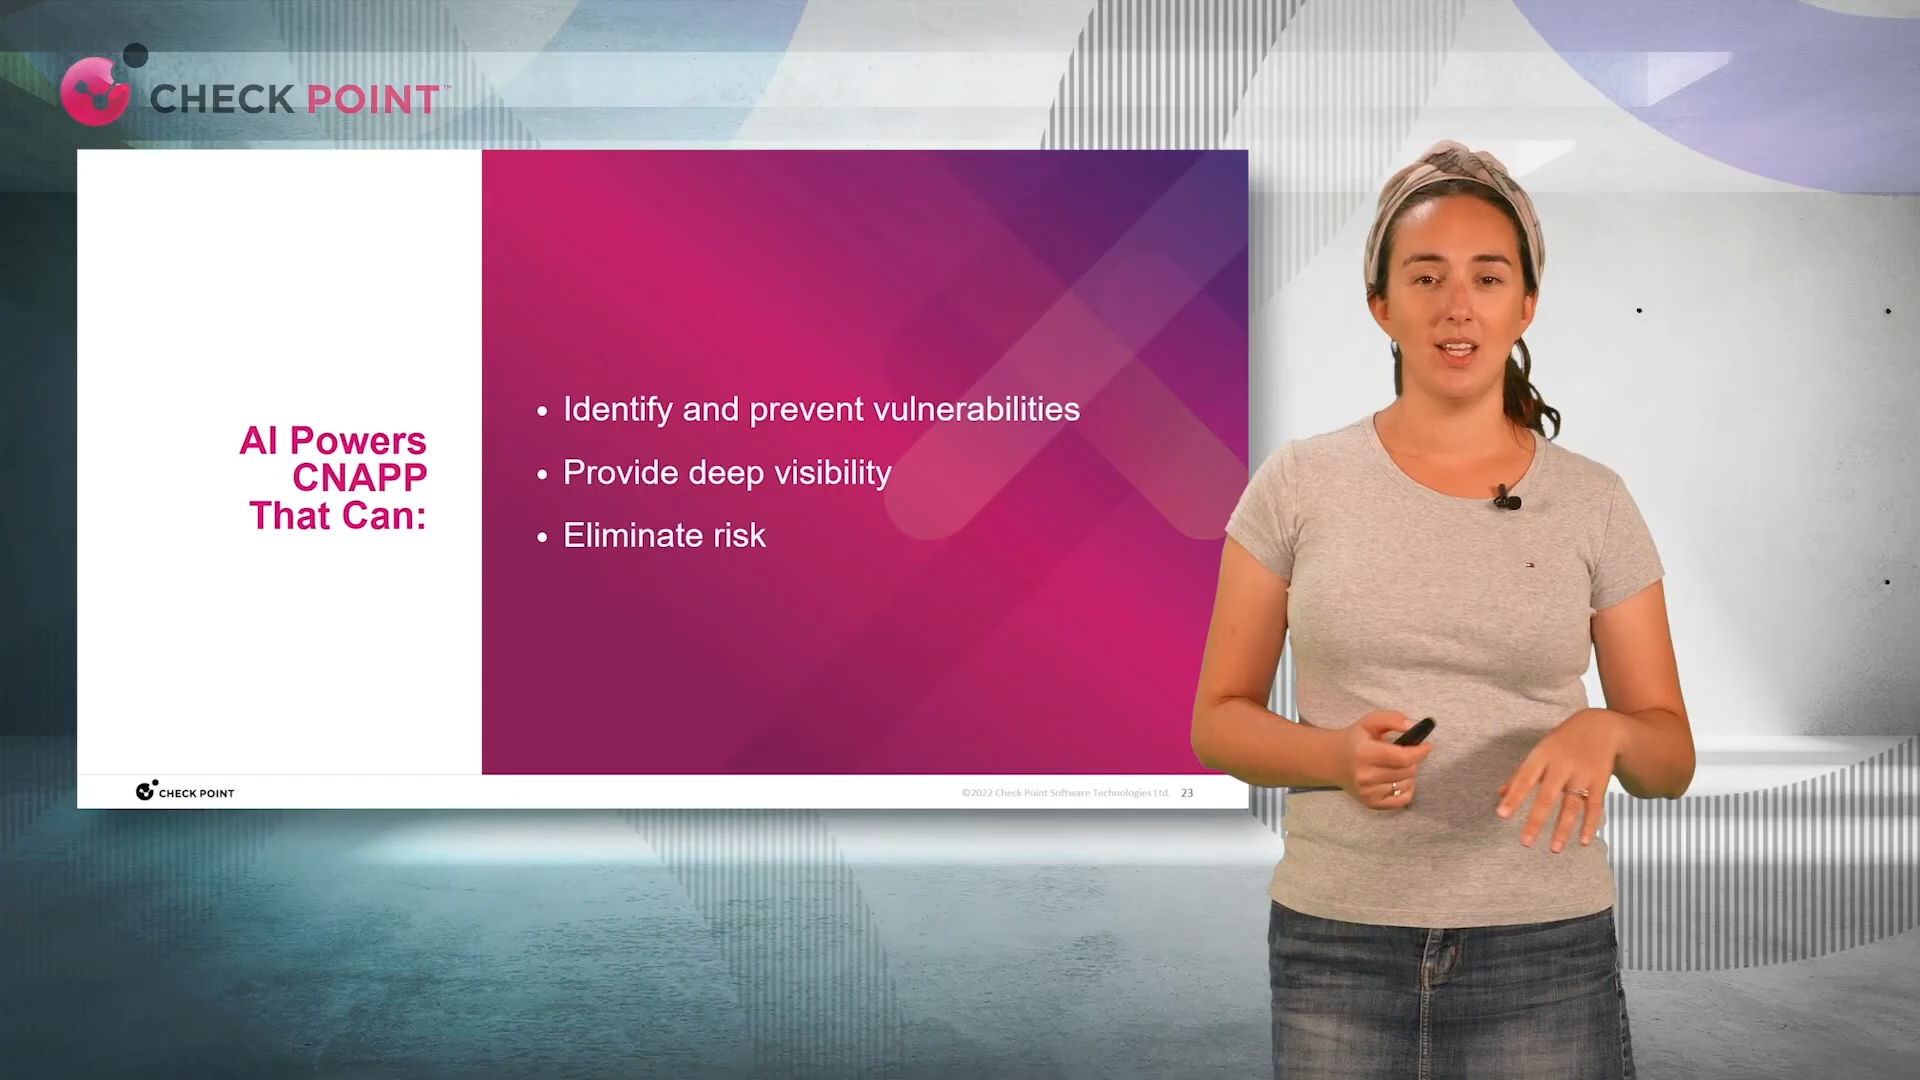 CHECK POINT™
AI Powers
CNAPP
That Can:
• Identify and prevent vulnerabilities
• Provide deep visibility
• Eliminate risk
CHECK POINT
©2022 Check Point Software Technologies Ltd. 23